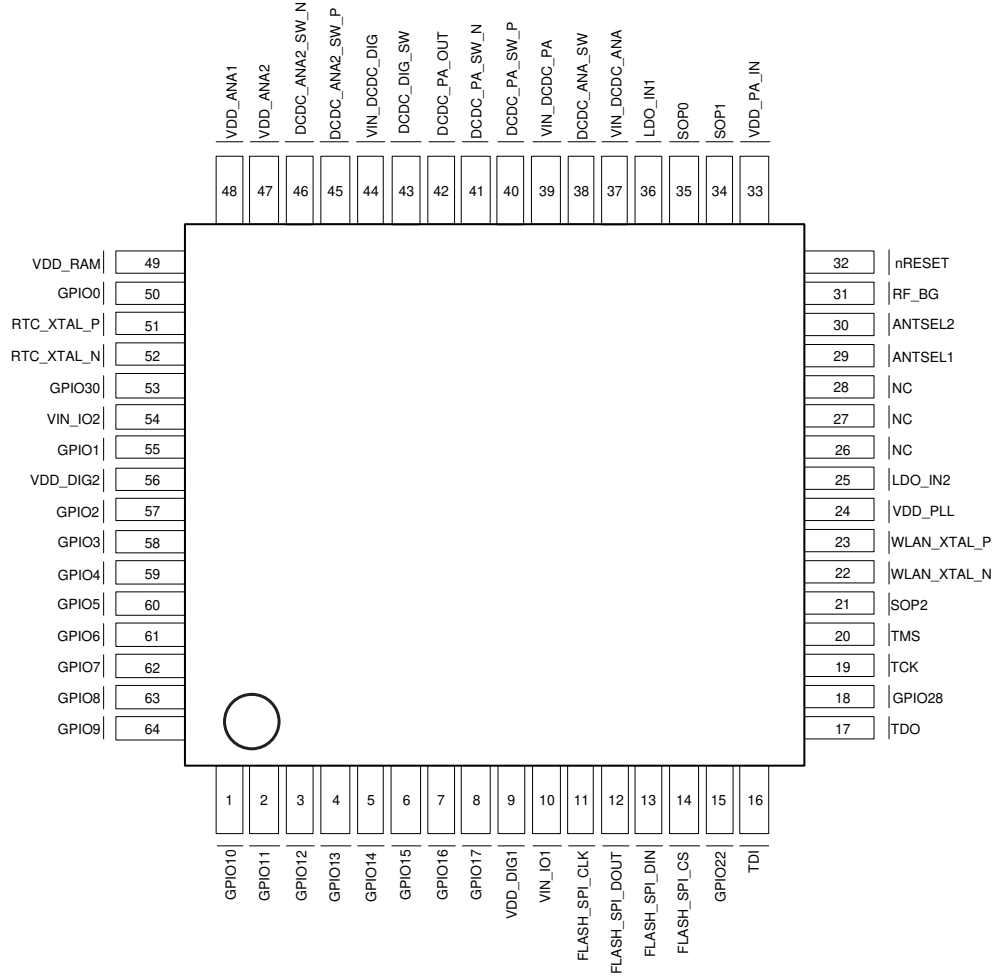 VDD_ANA1
VDD_ANA2
DCDC_ANA2_SW_N
DCDC_ANA2_SW_P
VIN_DCDC_DIG
DCDC_DIG_SW
DCDC_PA_OUT
DCDC_PA_SW_N
DCDC_PA_SW_P
VIN_DCDC_PA
DCDC_ANA_SW
VIN_DCDC_ANA
LDO_IN1
SOP0
SOP1
VDD_PA_IN
48 47 46 45 44 43 42 41 40 39 38 37 36 35 34 33
VDD_RAM 49
GPIO0 50
RTC_XTAL_P 51
RTC_XTAL_N 52
GPIO30 53
VIN_IO2 54
GPIO1 55
VDD_DIG2 56
GPIO2 57
GPIO3 58
GPIO4 59
GPIO5 60
GPIO6 61
GPIO7 62
GPIO8 63
GPIO9 64
32 nRESET
31 RF_BG
30 ANTSEL2
29 ANTSEL1
28 NC
27 NC
26 NC
25 LDO_IN2
24 VDD_PLL
23 WLAN_XTAL_P
22 WLAN_XTAL_N
21 SOP2
20 TMS
19 TCK
18 GPIO28
17 TDO
1 2 3 4 5 6 7 8 9 10 11 12 13 14 15 16
GPIO10
GPIO11
GPIO12
GPIO13
GPIO14
GPIO15
GPIO16
GPIO17
VDD_DIG1
VIN_IO1
FLASH_SPI_CLK
FLASH_SPI_DOUT
FLASH_SPI_DIN
FLASH_SPI_CS
GPIO22
TDI